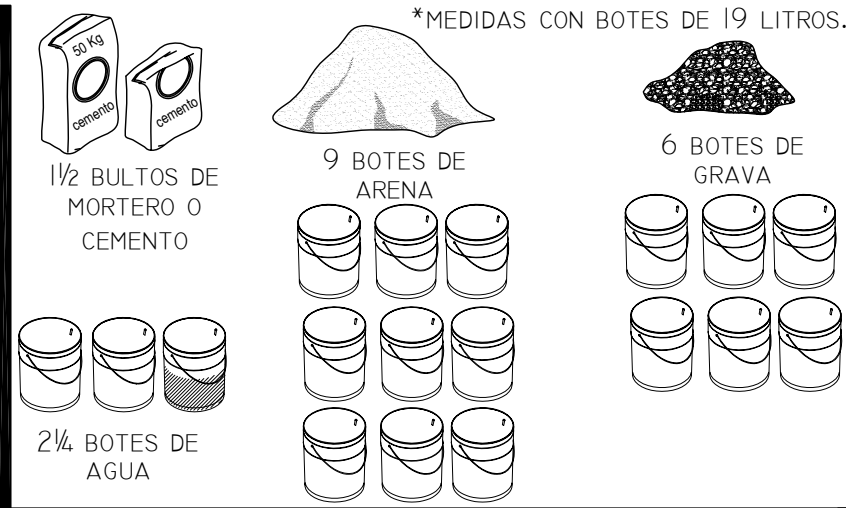 *MEDIDAS CON BOTES DE 19 LITROS.
50 Kg
cemento
cemento
1½ BULTOS DE
MORTERO O
CEMENTO
9 BOTES DE
ARENA
6 BOTES DE
GRAVA
2¼ BOTES DE
AGUA